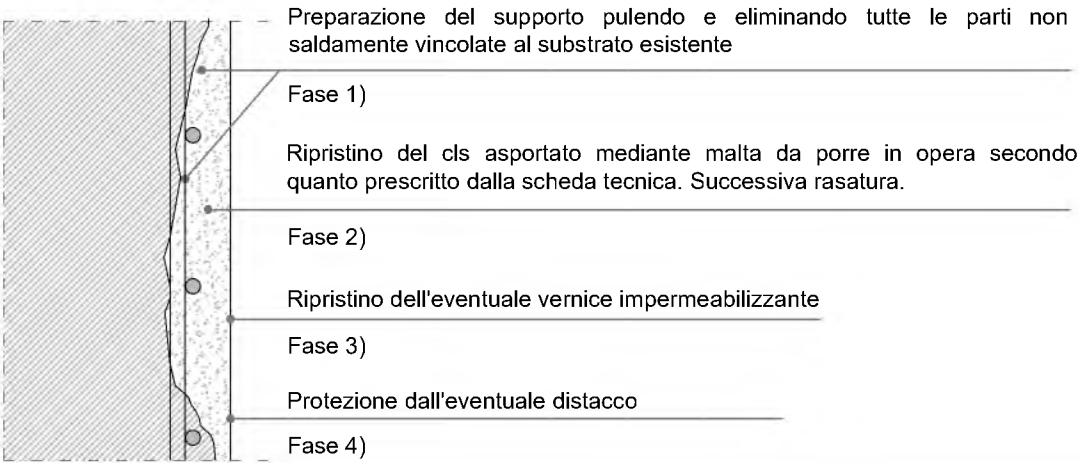 Preparazione del supporto pulendo e eliminando tutte le parti non
saldamente vincolate al substrato esistente
Fase 1)
Ripristino del cls asportato mediante malta da porre in opera secondo
quanto prescritto dalla scheda tecnica. Successiva rasatura.
Fase 2)
Ripristino dell'eventuale vernice impermeabilizzante
Fase 3)
Protezione dall'eventuale distacco
Fase 4)